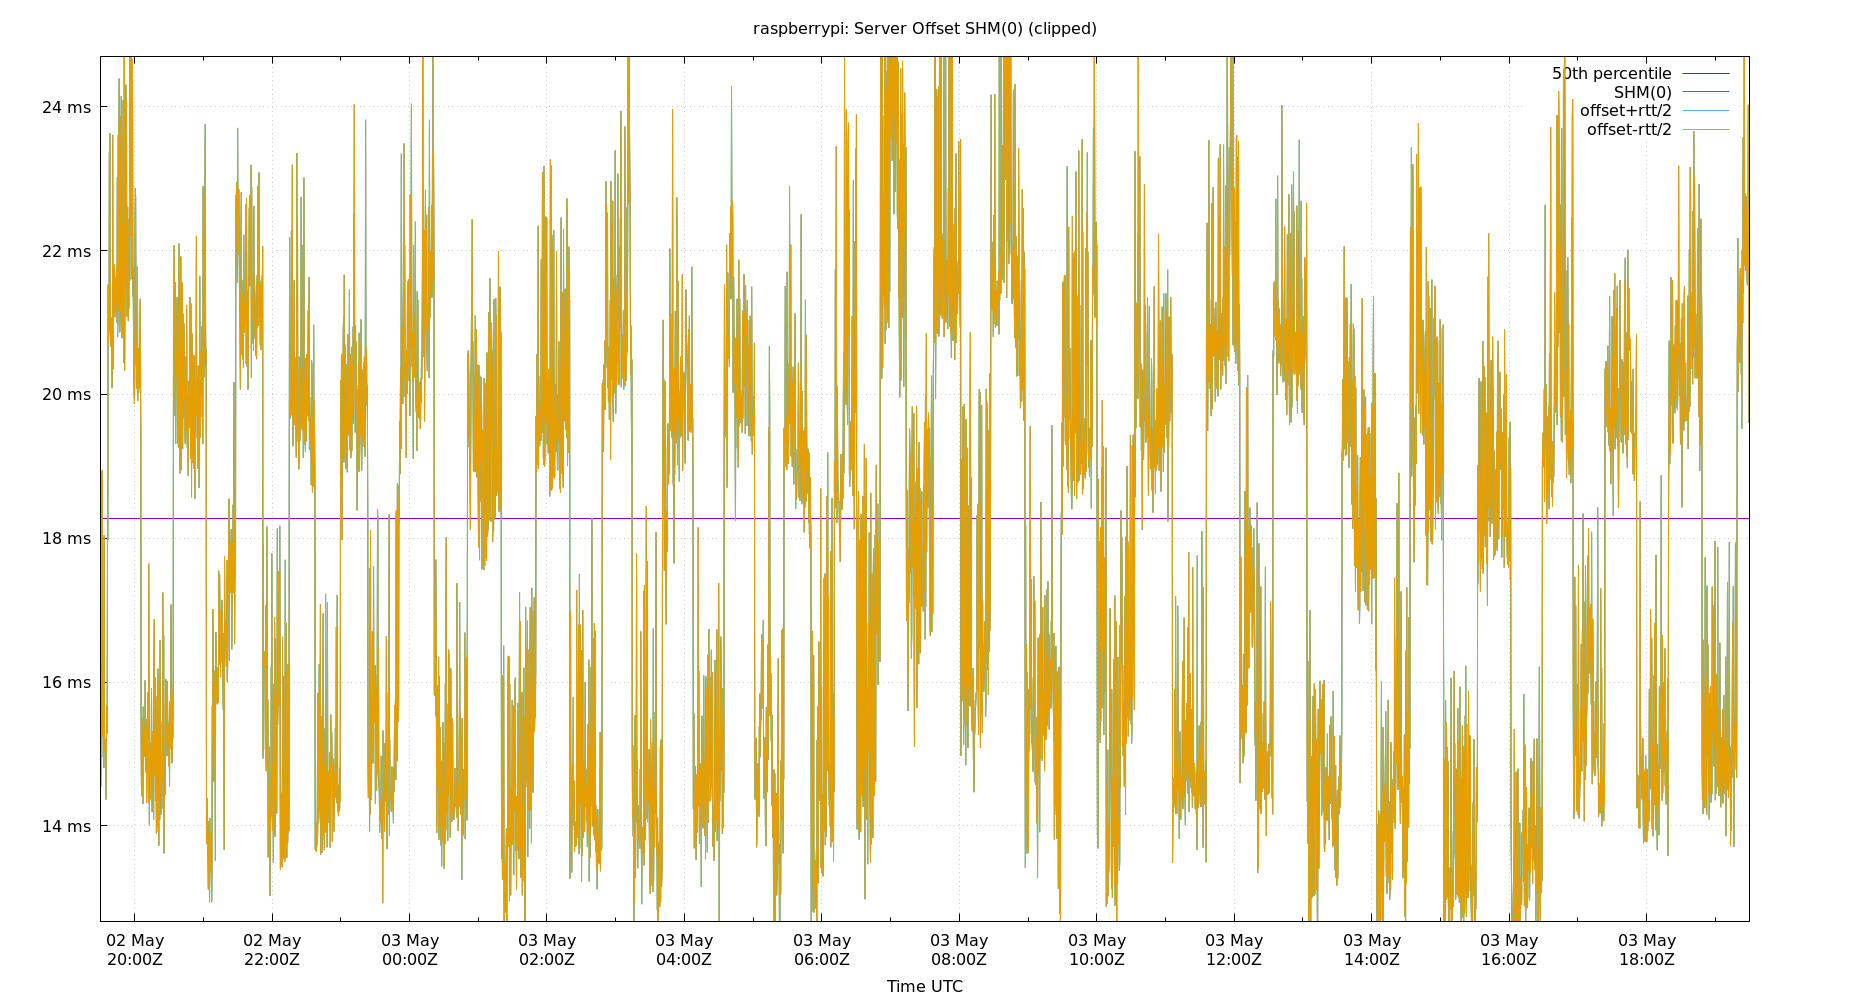 raspberrypi: Server Offset SHM(0) (clipped)
50th percentile
SHM(0)
offset+rtt/2
offset-rtt/2
24 ms
22 ms
20 ms
18 ms
16 ms
14 ms
02 May 02 May 03 May 03 May 03 May 03 May 03 May 03 May 03 May 03 May 03 May 03 May
20:00Z 22:00Z 00:00Z 02:00Z 04:00Z 06:00Z 08:00Z 10:00Z 12:00Z 14:00Z 16:00Z 18:00Z
Time UTC